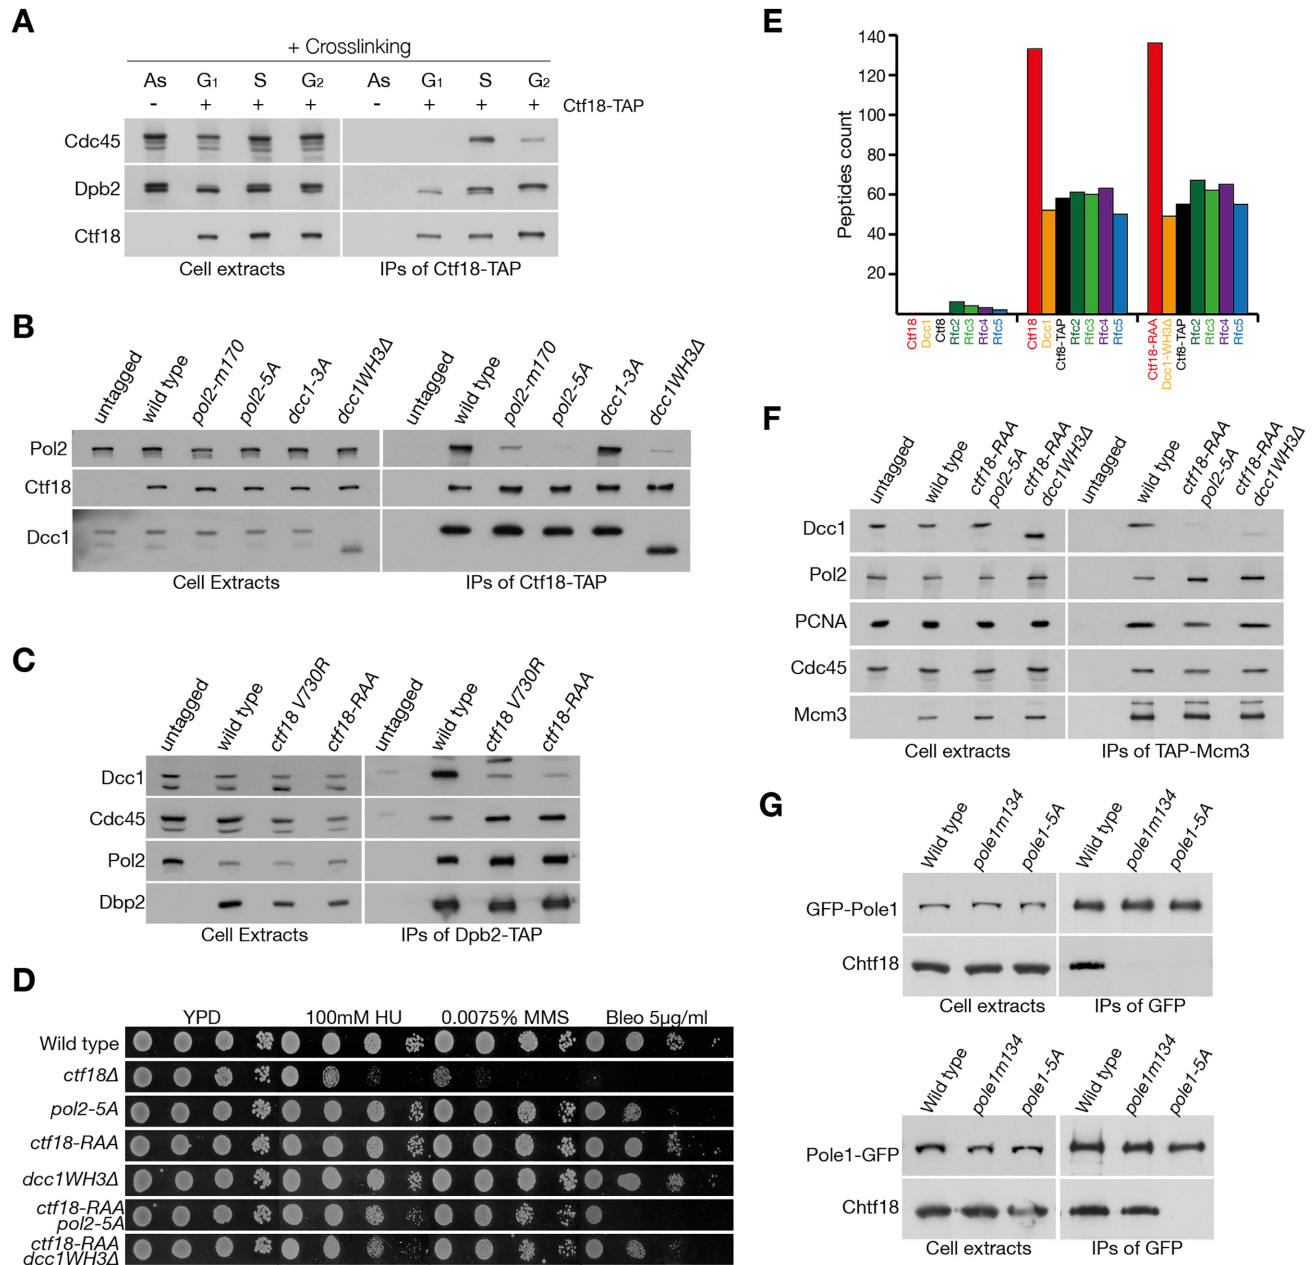 A
+ Crosslinking
As G1 S G2 As G1 S G2
- + + + - + + + Ctf18-TAP
Cdc45
Dpb2
Ctf18
Cell extracts IPs of Ctf18-TAP
B
untagged wild type pol2-m170 pol2-5A dcc1-3A dcc1WH3Δ untagged wild type pol2-m170 pol2-5A dcc1-3A dcc1WH3Δ
Pol2
Ctf18
Dcc1
Cell Extracts IPs of Ctf18-TAP
C
untagged wild type ctf18 V730R ctf18-RAA untagged wild type ctf18 V730R ctf18-RAA
Dcc1
Cdc45
Pol2
Dbp2
Cell Extracts IPs of Dpb2-TAP
D
YPD 100mM HU 0.0075% MMS Bleo 5µg/ml
Wild type
ctf18Δ
pol2-5A
ctf18-RAA
dcc1WH3Δ
ctf18-RAA
pol2-5A
ctf18-RAA
dcc1WH3Δ
E
Peptides count
140
120
100
80
60
40
20
Ctf18 Dcc1 Ctf8 Rfc2 Rfc3 Rfc4 Rfc5 Ctf18 Dcc1 Ctf8-TAP Rfc2 Rfc3 Rfc4 Rfc5 Ctf18-RAA Dcc1-WH3Δ Ctf8-TAP Rfc2 Rfc3 Rfc4 Rfc5
F
untagged wild type ctf18-RAA pol2-5A ctf18-RAA dcc1WH3Δ untagged wild type ctf18-RAA pol2-5A ctf18-RAA dcc1WH3Δ
Dcc1
Pol2
PCNA
Cdc45
Mcm3
Cell extracts IPs of TAP-Mcm3
G
Wild type pole1m134 pole1-5A Wild type pole1m134 pole1-5A
GFP-Pole1
Chtf18
Cell extracts IPs of GFP
Wild type pole1m134 pole1-5A Wild type pole1m134 pole1-5A
Pole1-GFP
Chtf18
Cell extracts IPs of GFP